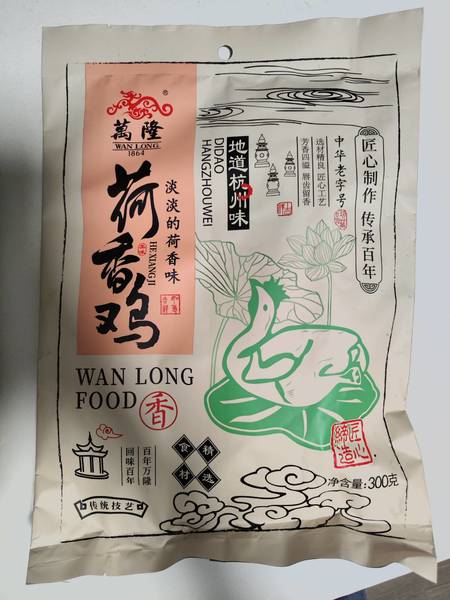 萬隆
®
WAN LONG
1864
荷香鸡
HE XIANG JI
淡淡的荷香味
地道杭州味
DIDAO
HANGZHOUWEI
选材精良 匠心工艺
芳香四溢 唇齿留香
中华老字号
匠心制作 传承百年
WAN LONG
FOOD
香
百年万隆
回味百年
传统技艺
精选
食材
匠心
缔造
净含量:300克